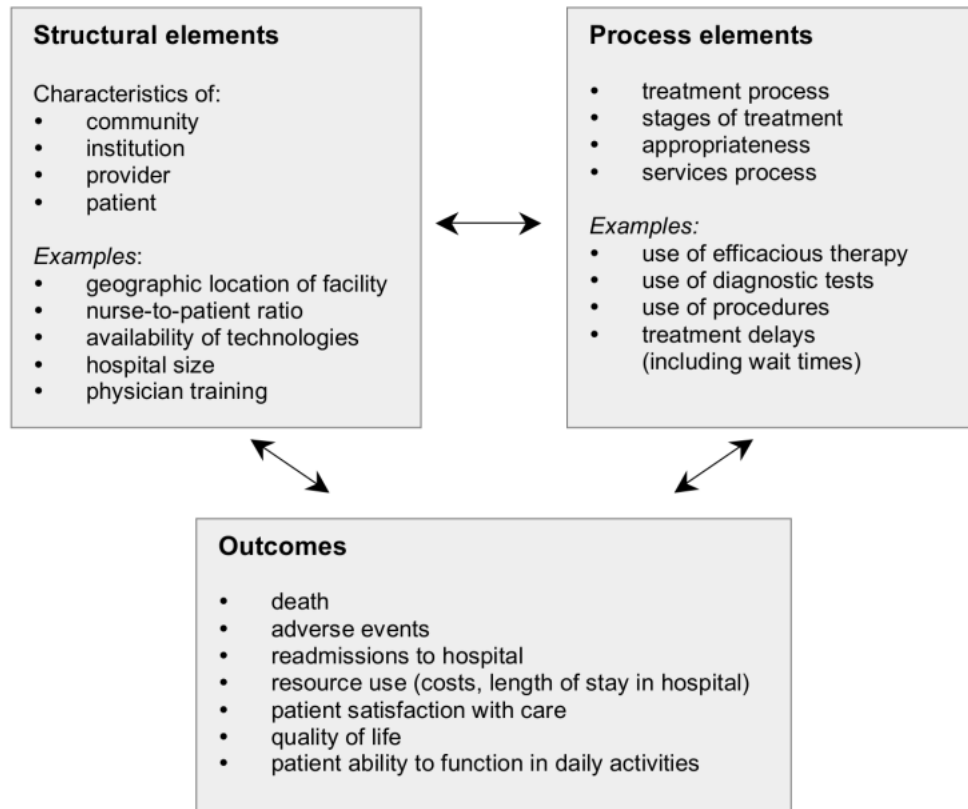 Structural elements
Characteristics of:
• community
• institution
• provider
• patient
Examples:
• geographic location of facility
• nurse-to-patient ratio
• availability of technologies
• hospital size
• physician training
Process elements
• treatment process
• stages of treatment
• appropriateness
• services process
Examples:
• use of efficacious therapy
• use of diagnostic tests
• use of procedures
• treatment delays
(including wait times)
Outcomes
• death
• adverse events
• readmissions to hospital
• resource use (costs, length of stay in hospital)
• patient satisfaction with care
• quality of life
• patient ability to function in daily activities